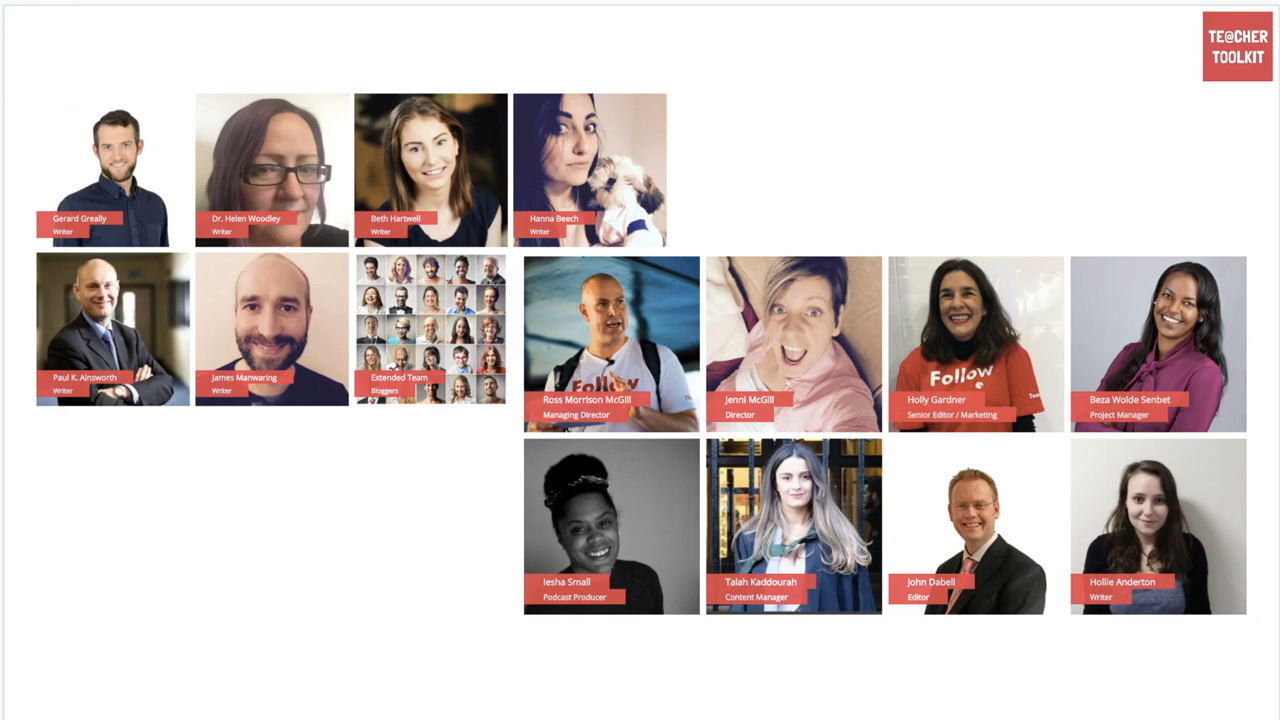 TE@CHER
TOOLKIT
Gerard Greally
Writer
Dr. Helen Woodley
Writer
Beth Hartwell
Writer
Hanna Beech
Writer
Paul K. Ainsworth
Writer
James Manwaring
Writer
Extended Team
Bloggers
Follow
Ross Morrison McGill
Managing Director
Jenni McGill
Director
Follow
Holly Gardner
Senior Editor / Marketing
Beza Wolde Senbet
Project Manager
Iesha Small
Podcast Producer
Talah Kaddourah
Content Manager
John Dabell
Editor
Hollie Anderton
Writer